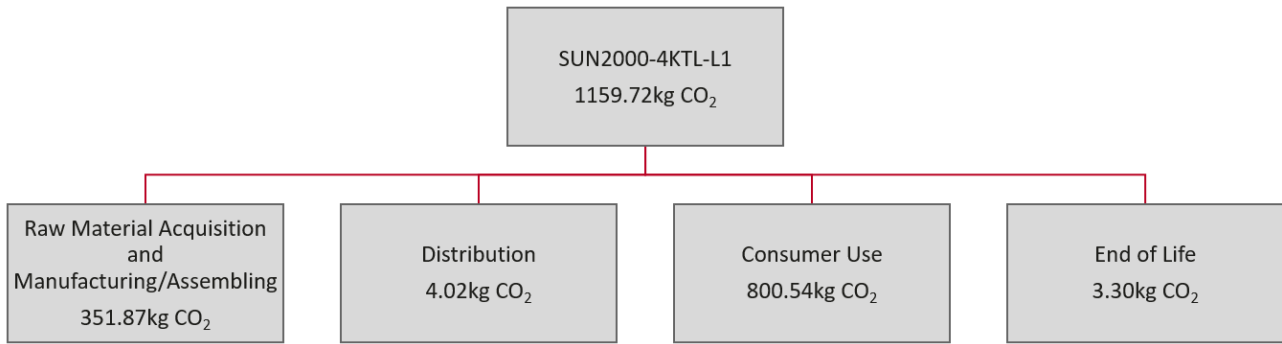 SUN2000-4KTL-L1
1159.72kg CO₂
Raw Material Acquisition
and
Manufacturing/Assembling
351.87kg CO₂
Distribution
4.02kg CO₂
Consumer Use
800.54kg CO₂
End of Life
3.30kg CO₂